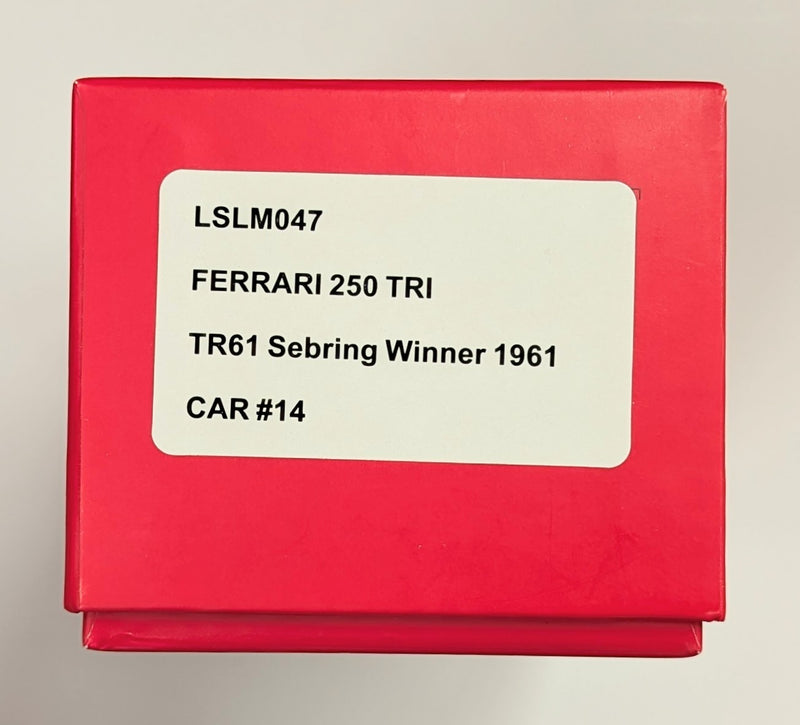 LSLM047
FERRARI 250 TRI
TR61 Sebring Winner 1961
CAR #14